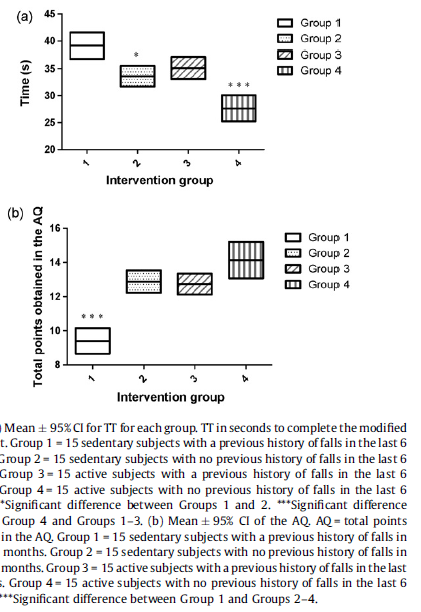 (a)
45
40
35
30
25
20
Time (s)
*
***
1
2
3
4
Intervention group
Group 1
Group 2
Group 3
Group 4
(b)
16
14
12
10
8
Total points obtained in the AQ
***
1
2
3
4
Intervention group
Group 1
Group 2
Group 3
Group 4
) Mean ± 95% CI for TT for each group. TT in seconds to complete the modified
t. Group 1 = 15 sedentary subjects with a previous history of falls in the last 6
Group 2 = 15 sedentary subjects with no previous history of falls in the last 6
Group 3 = 15 active subjects with a previous history of falls in the last 6
Group 4 = 15 active subjects with no previous history of falls in the last 6
*Significant difference between Groups 1 and 2. ***Significant difference
Group 4 and Groups 1–3. (b) Mean ± 95% CI of the AQ. AQ = total points
in the AQ. Group 1 = 15 sedentary subjects with a previous history of falls in
months. Group 2 = 15 sedentary subjects with no previous history of falls in
months. Group 3 = 15 active subjects with a previous history of falls in the last
s. Group 4 = 15 active subjects with no previous history of falls in the last 6
***Significant difference between Group 1 and Groups 2–4.